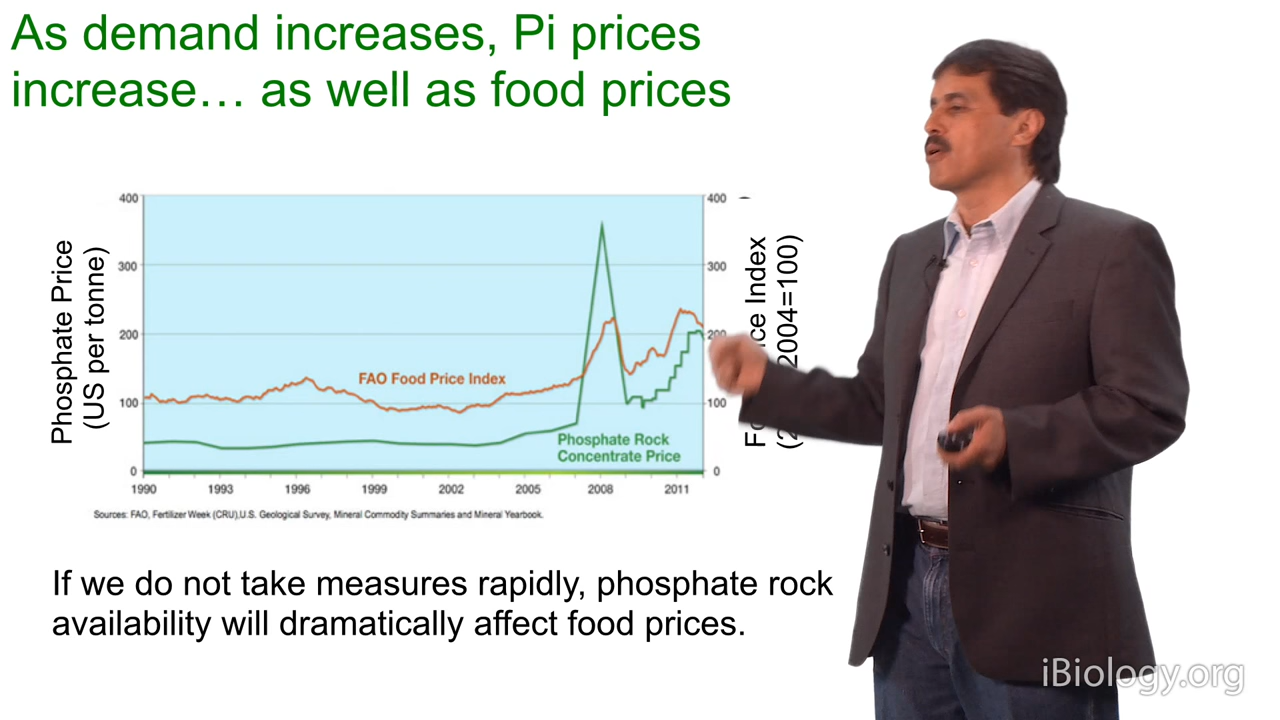 As demand increases, Pi prices
increase… as well as food prices
Phosphate Price
(US per tonne)
400
300
200
100
0
FAO Food Price Index
Phosphate Rock
Concentrate Price
400
300
200
100
0
Index
2004=100)
1990
1993
1996
1999
2002
2005
2008
2011
Sources: FAO, Fertilizer Week (CRU),U.S. Geological Survey, Mineral Commodity Summaries and Mineral Yearbook.
If we do not take measures rapidly, phosphate rock
availability will dramatically affect food prices.
iBiology.org